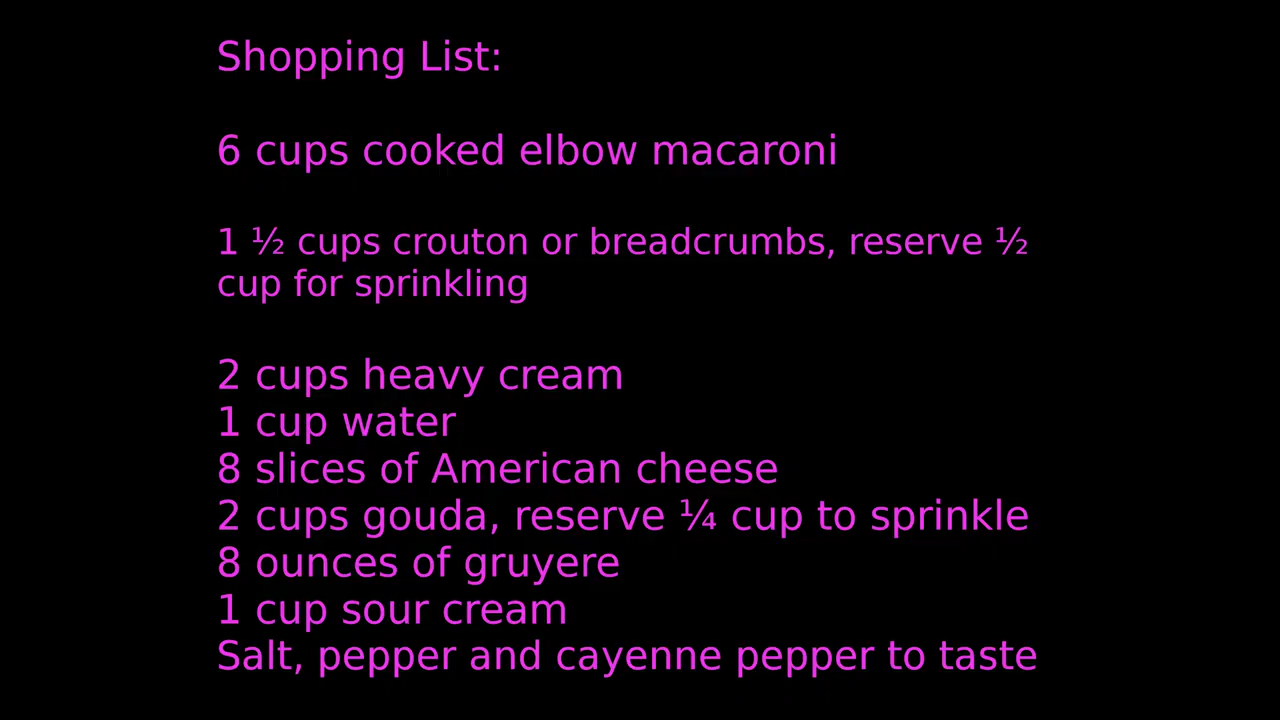 Shopping List:
6 cups cooked elbow macaroni
1 ½ cups crouton or breadcrumbs, reserve ½
cup for sprinkling
2 cups heavy cream
1 cup water
8 slices of American cheese
2 cups gouda, reserve ¼ cup to sprinkle
8 ounces of gruyere
1 cup sour cream
Salt, pepper and cayenne pepper to taste